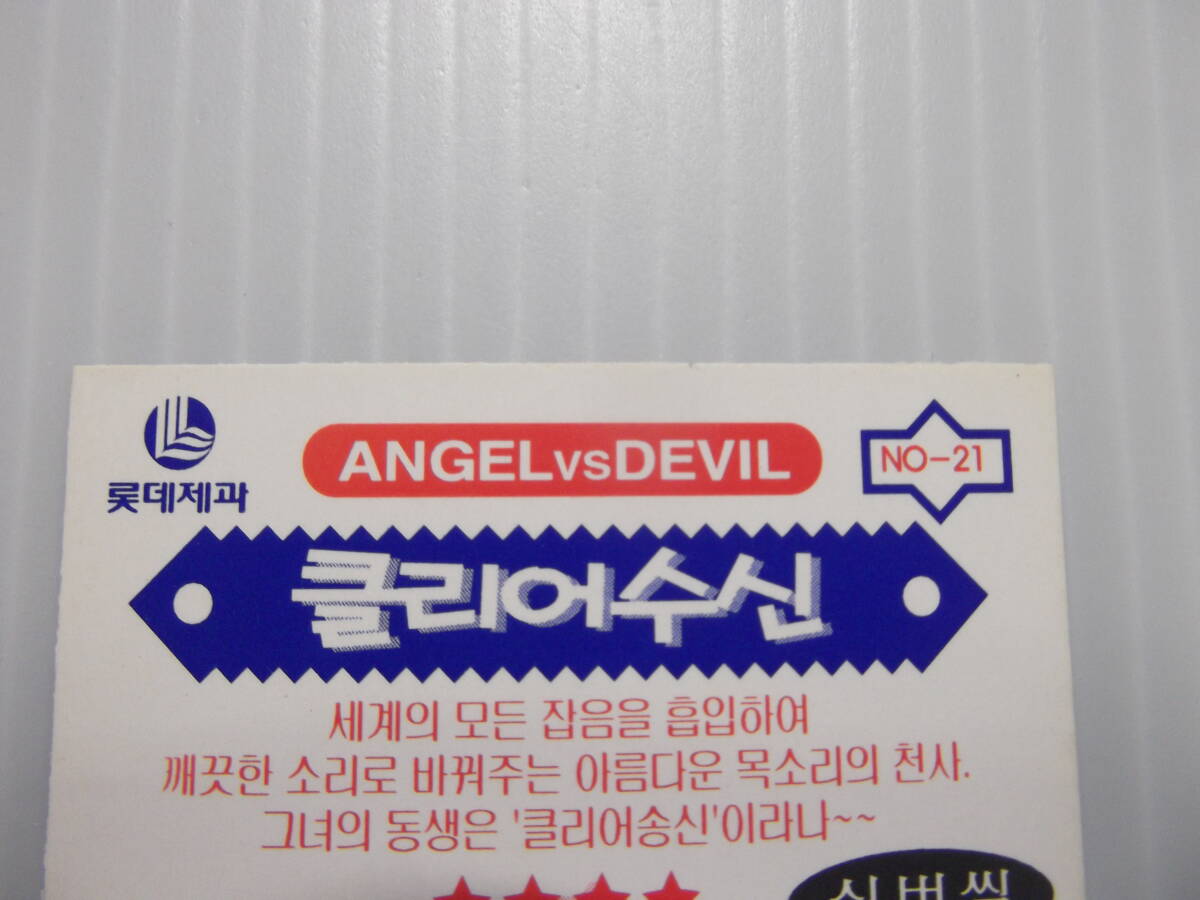 롯데제과
ANGEL vs DEVIL
NO-21
클리어수신
세계의 모든 잡음을 흡입하여
깨끗한 소리로 바꿔주는 아름다운 목소리의 천사.
그녀의 동생은 '클리어송신'이라나~~